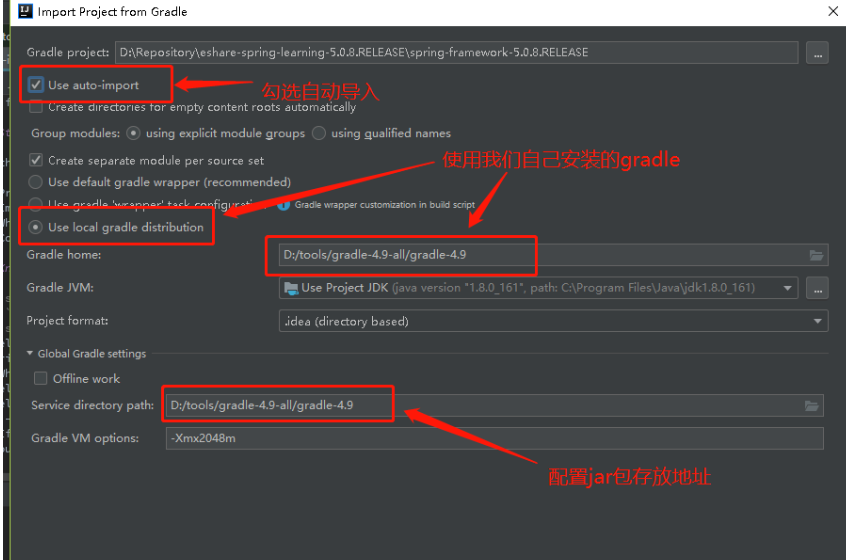 Import Project from Gradle
Gradle project: D:\Repository\eshare-spring-learning-5.0.8.RELEASE\spring-framework-5.0.8.RELEASE ...
Use auto-import
勾选自动导入
Create directories for empty content roots automatically
Group modules: using explicit module groups using qualified names
Create separate module per source set
使用我们自己安装的gradle
Use default gradle wrapper (recommended)
Use gradle 'wrapper' task configuration Gradle wrapper customization in build script
Use local gradle distribution
Gradle home: D:/tools/gradle-4.9-all/gradle-4.9
Gradle JVM: Use Project JDK (java version "1.8.0_161", path: C:\Program Files\Java\jdk1.8.0_161) ...
Project format: .idea (directory based)
Global Gradle settings
Offline work
Service directory path: D:/tools/gradle-4.9-all/gradle-4.9
Gradle VM options: -Xmx2048m
配置jar包存放地址